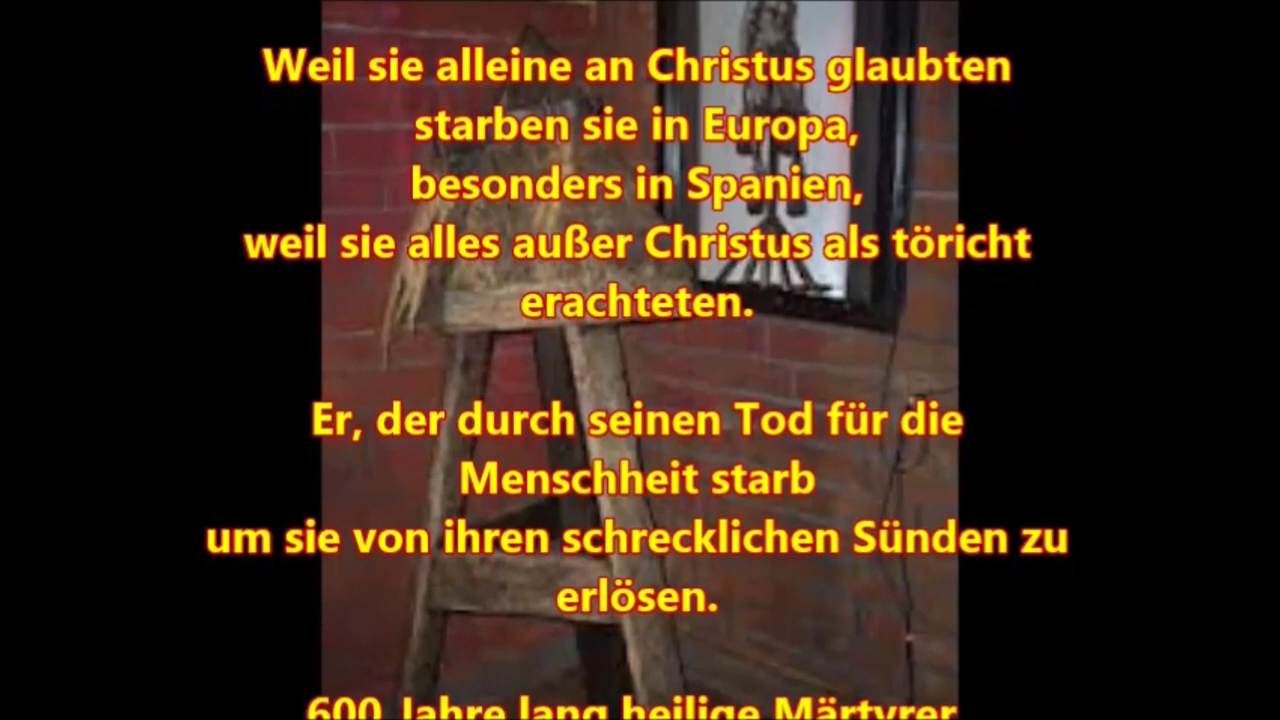 Weil sie alleine an Christus glaubten
starben sie in Europa,
besonders in Spanien,
weil sie alles außer Christus als töricht
erachteten.
Er, der durch seinen Tod für die
Menschheit starb
um sie von ihren schrecklichen Sünden zu
erlösen.
600 Jahre lang heilige Märtyrer